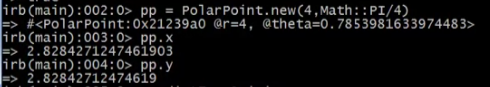 irb(main):002:0> pp = PolarPoint.new(4,Math::PI/4)
=> #<PolarPoint:0x21239a0 @r=4, @theta=0.7853981633974483>
irb(main):003:0> pp.x
=> 2.8284271247461903
irb(main):004:0> pp.y
=> 2.82842712474619